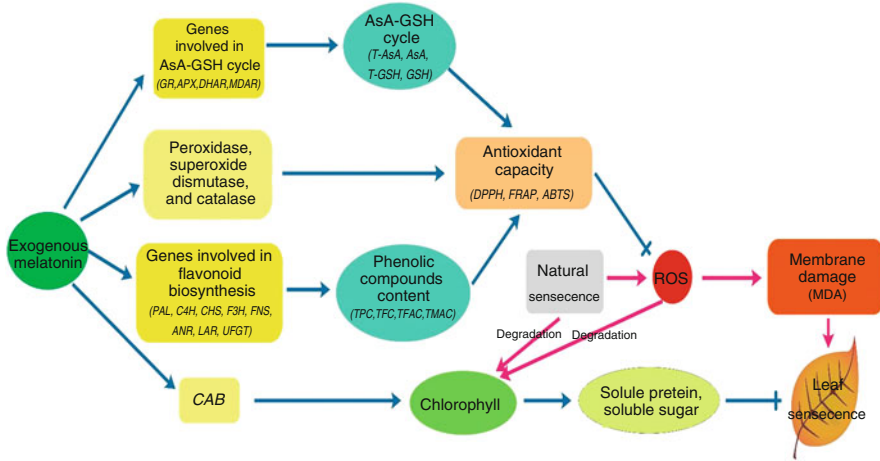 Exogenous
melatonin
Genes
involved in
AsA-GSH cycle
(GR,APX,DHAR,MDAR)
AsA-GSH
cycle
(T-AsA, AsA,
T-GSH, GSH)
Peroxidase,
superoxide
dismutase,
and catalase
Antioxidant
capacity
(DPPH, FRAP, ABTS)
Genes involved in
flavonoid
biosynthesis
(PAL, C4H, CHS, F3H, FNS,
ANR, LAR, UFGT)
Phenolic
compounds
content
(TPC,TFC,TFAC,TMAC)
Natural
sensecence
ROS
Membrane
damage
(MDA)
Degradation
Degradation
CAB
Chlorophyll
Solule pretein,
soluble sugar
Leaf
sensecence